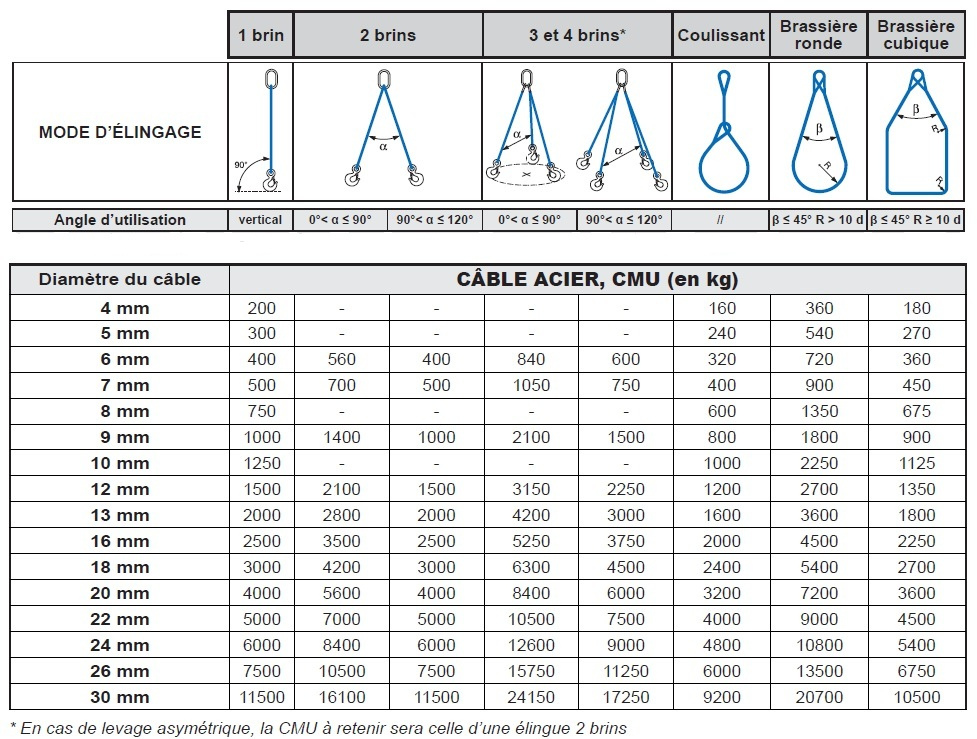 1 brin 2 brins 3 et 4 brins* Coulissant Brassière ronde Brassière cubique
MODE D'ÉLINGAGE
90° α α α β R β R R
Angle d'utilisation vertical 0°< α ≤ 90° 90°< α ≤ 120° 0°< α ≤ 90° 90°< α ≤ 120° // β ≤ 45° R > 10 d β ≤ 45° R ≥ 10 d
Diamètre du câble CÂBLE ACIER, CMU (en kg)
4 mm 200 - - - - 160 360 180
5 mm 300 - - - - 240 540 270
6 mm 400 560 400 840 600 320 720 360
7 mm 500 700 500 1050 750 400 900 450
8 mm 750 - - - - 600 1350 675
9 mm 1000 1400 1000 2100 1500 800 1800 900
10 mm 1250 - - - - 1000 2250 1125
12 mm 1500 2100 1500 3150 2250 1200 2700 1350
13 mm 2000 2800 2000 4200 3000 1600 3600 1800
16 mm 2500 3500 2500 5250 3750 2000 4500 2250
18 mm 3000 4200 3000 6300 4500 2400 5400 2700
20 mm 4000 5600 4000 8400 6000 3200 7200 3600
22 mm 5000 7000 5000 10500 7500 4000 9000 4500
24 mm 6000 8400 6000 12600 9000 4800 10800 5400
26 mm 7500 10500 7500 15750 11250 6000 13500 6750
30 mm 11500 16100 11500 24150 17250 9200 20700 10500
* En cas de levage asymétrique, la CMU à retenir sera celle d'une élingue 2 brins